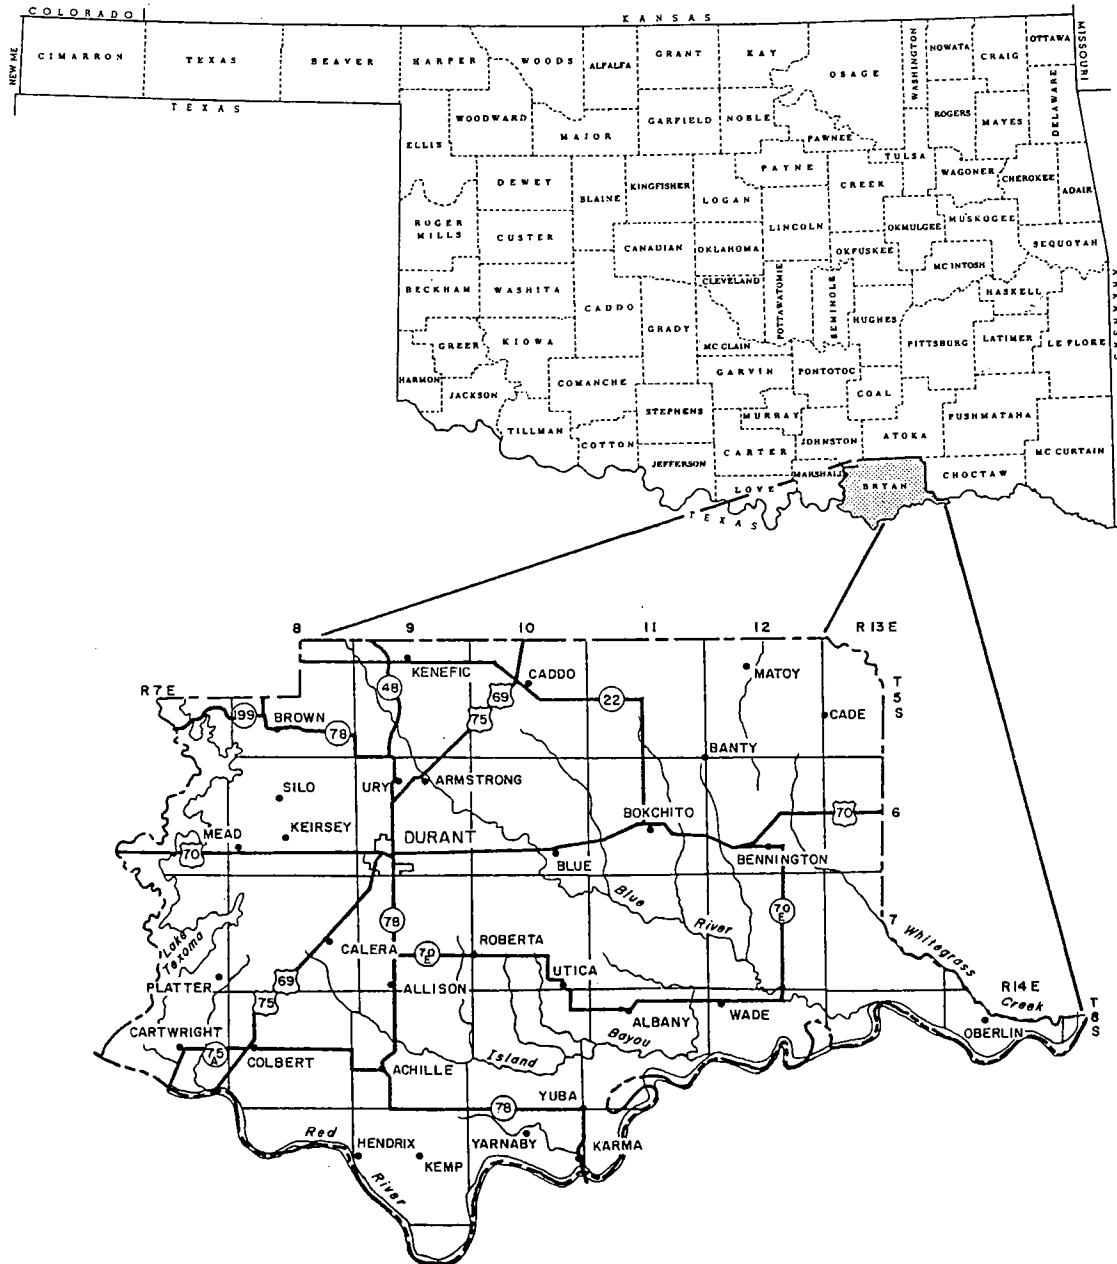 COLORADO
KANSAS
NEW ME
CIMARRON
TEXAS
BEAVER
HARPER
WOODS
ALFALFA
GRANT
KAY
OSAGE
WASHINGTON
NOWATA
CRAIG
OTTAWA
MISSOURI
TEXAS
ELLIS
WOODWARD
MAJOR
GARFIELD
NOBLE
PAWNEE
ROGERS
MAYES
DELAWARE
TULSA
DEWEY
BLAINE
KINGFISHER
LOGAN
PAYNE
CREEK
WAGONER
CHEROKEE
ADAIR
ROGER
MILLS
CUSTER
CANADIAN
OKLAHOMA
LINCOLN
OKMULGEE
MUSKOGEE
OKFUSKEE
SEQUOYAH
MC INTOSH
BECKHAM
WASHITA
CADDO
GRADY
CLEVELAND
POTTAWATOMIE
SEMINOLE
HUGHES
HASKELL
PITTSBURG
LATIMER
LE FLORE
ARKANSAS
GREER
KIOWA
MC CLAIN
GARVIN
PONTOTOC
COAL
HARMON
JACKSON
COMANCHE
STEPHENS
MURRAY
PUSHMATAHA
TILLMAN
COTTON
JEFFERSON
CARTER
JOHNSTON
ATOKA
MC CURTAIN
LOVE
MARSHALL
BRYAN
CHOCTAW
TEXAS
8
9
10
11
12
R 13 E
R 7 E
KENEFIC
CADDO
MATOY
T
5
S
48
69
22
199
BROWN
78
75
CADE
BANTY
SILO
URY
ARMSTRONG
MEAD
KEIRSEY
DURANT
BOKCHITO
70
6
70
BLUE
BENNINGTON
Blue
River
70
E
7
Whitegrass
Creek
Lake
Texoma
78
CALERA
70
E
ROBERTA
UTICA
PLATTER
69
75
ALLISON
R 14 E
T
8
S
ALBANY
WADE
OBERLIN
CARTWRIGHT
75
A
COLBERT
ACHILLE
Island
Bayou
YUBA
78
Red
River
HENDRIX
KEMP
YARNABY
KARMA